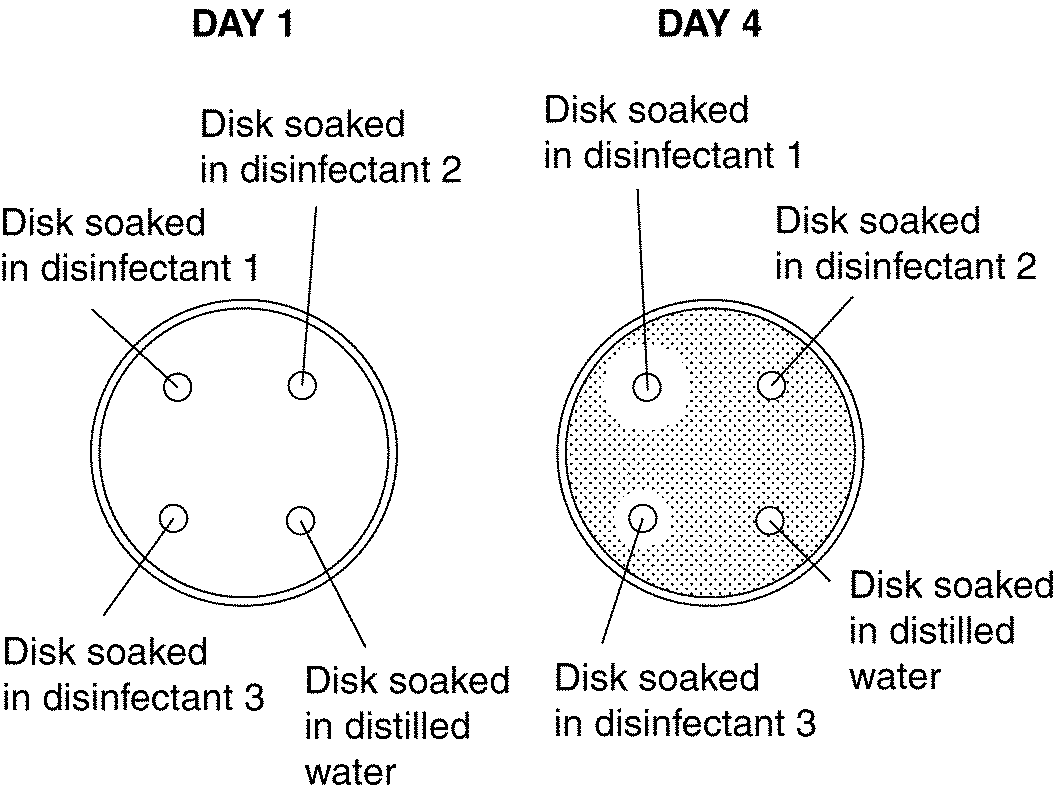 DAY 1
Disk soaked
in disinfectant 2
Disk soaked
in disinfectant 1
Disk soaked
in disinfectant 3
Disk soaked
in distilled
water
DAY 4
Disk soaked
in disinfectant 1
Disk soaked
in disinfectant 2
Disk soaked
in disinfectant 3
Disk soaked
in distilled
water